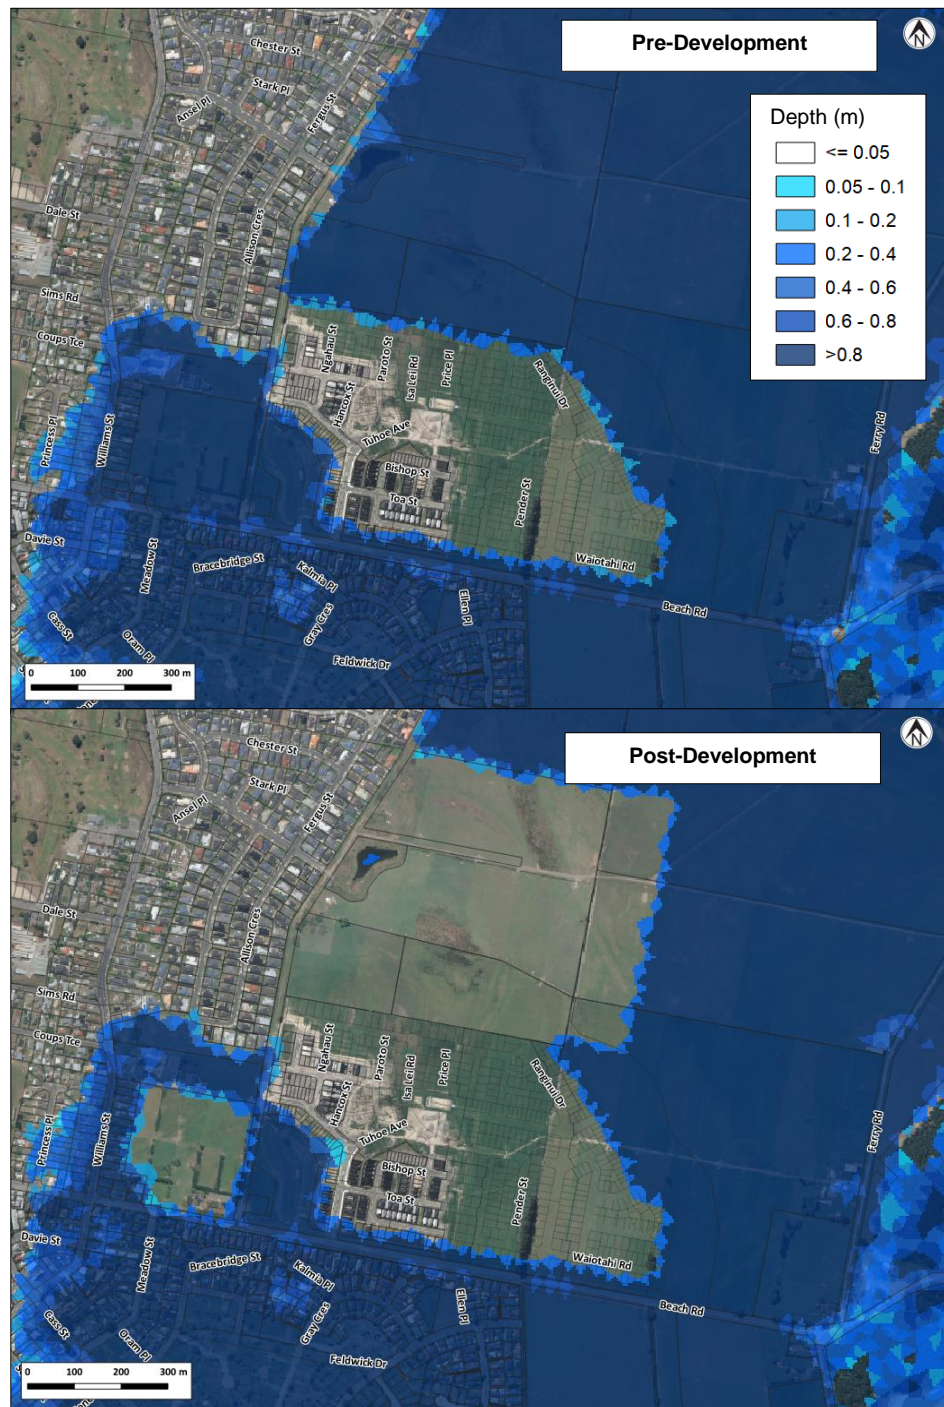 Pre-Development
N
Depth (m)
<= 0.05
0.05 - 0.1
0.1 - 0.2
0.2 - 0.4
0.4 - 0.6
0.6 - 0.8
>0.8
Chester St
Stark Pl
Ansel Pl
Fergus St
Dale St
Allison Cres
Sims Rd
Coups Tce
Ngahau St
Paroto St
Isa Lei Rd
Price Pl
Ranginui Dr
Hancox St
Princess Pl
Williams St
Tuhoe Ave
Ferry Rd
Bishop St
Toa St
Pender St
Davie St
Meadow St
Bracebridge St
Kalmia Pl
Waiotahi Rd
Beach Rd
Ellen Pl
Gray Cres
Cass St
Oram Pl
Feldwick Dr
0 100 200 300 m
Post-Development
N
Chester St
Stark Pl
Ansel Pl
Fergus St
Dale St
Allison Cres
Sims Rd
Coups Tce
Ngahau St
Paroto St
Isa Lei Rd
Price Pl
Ranginui Dr
Hancox St
Princess Pl
Williams St
Tuhoe Ave
Ferry Rd
Bishop St
Toa St
Pender St
Davie St
Meadow St
Bracebridge St
Kalmia Pl
Waiotahi Rd
Beach Rd
Ellen Pl
Gray Cres
Cass St
Oram Pl
Feldwick Dr
0 100 200 300 m